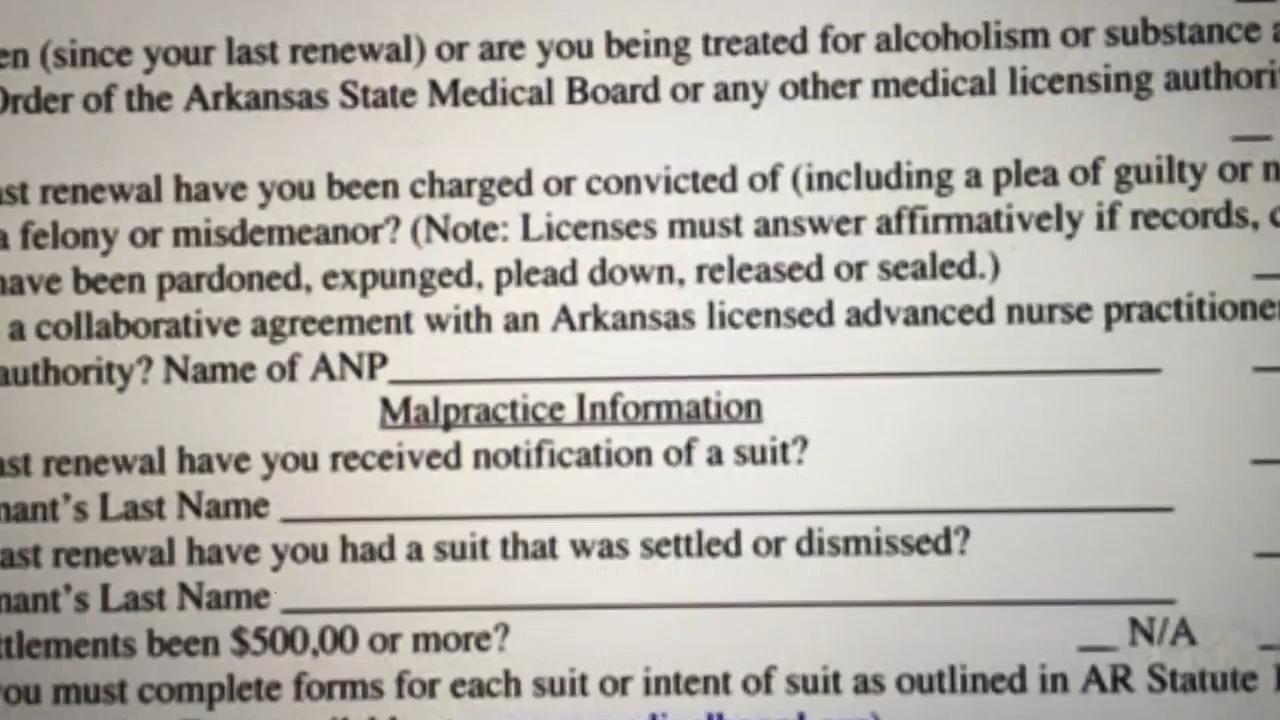 en (since your last renewal) or are you being treated for alcoholism or substance a
Order of the Arkansas State Medical Board or any other medical licensing authori
ast renewal have you been charged or convicted of (including a plea of guilty or n
a felony or misdemeanor? (Note: Licenses must answer affirmatively if records, c
have been pardoned, expunged, plead down, released or sealed.)
a collaborative agreement with an Arkansas licensed advanced nurse practitioner
authority? Name of ANP
Malpractice Information
ast renewal have you received notification of a suit?
mant's Last Name
ast renewal have you had a suit that was settled or dismissed?
mant's Last Name
ttlements been $500,00 or more?
N/A
you must complete forms for each suit or intent of suit as outlined in AR Statute 1